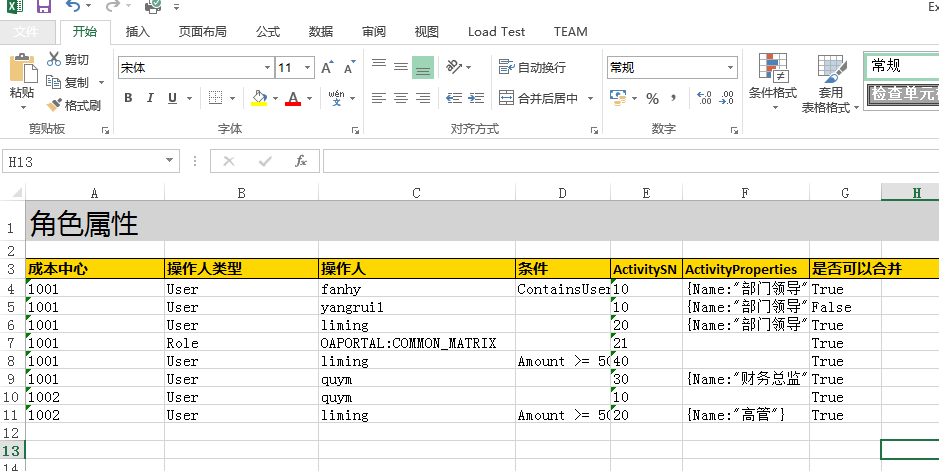 Ex
文件 开始 插入 页面布局 公式 数据 审阅 视图 Load Test TEAM
粘贴 剪切 复制 格式刷
宋体 11 A A
B I U A wén 文
自动换行
合并后居中
常规
% , .00
条件格式 套用表格格式
常规
检查单元格
剪贴板 字体 对齐方式 数字
H13 fx
A B C D E F G H
1 角色属性
2
3 成本中心 操作人类型 操作人 条件 ActivitySN ActivityProperties 是否可以合并
4 1001 User fanhy ContainsUser 10 {Name:"部门领导" True
5 1001 User yangrui1 10 {Name:"部门领导" False
6 1001 User liming 20 {Name:"部门领导" True
7 1001 Role OAPORTAL:COMMON_MATRIX 21 True
8 1001 User liming Amount >= 50 40 True
9 1001 User quym 30 {Name:"财务总监" True
10 1002 User quym 10 True
11 1002 User liming Amount >= 50 20 {Name:"高管"} True
12
13
14